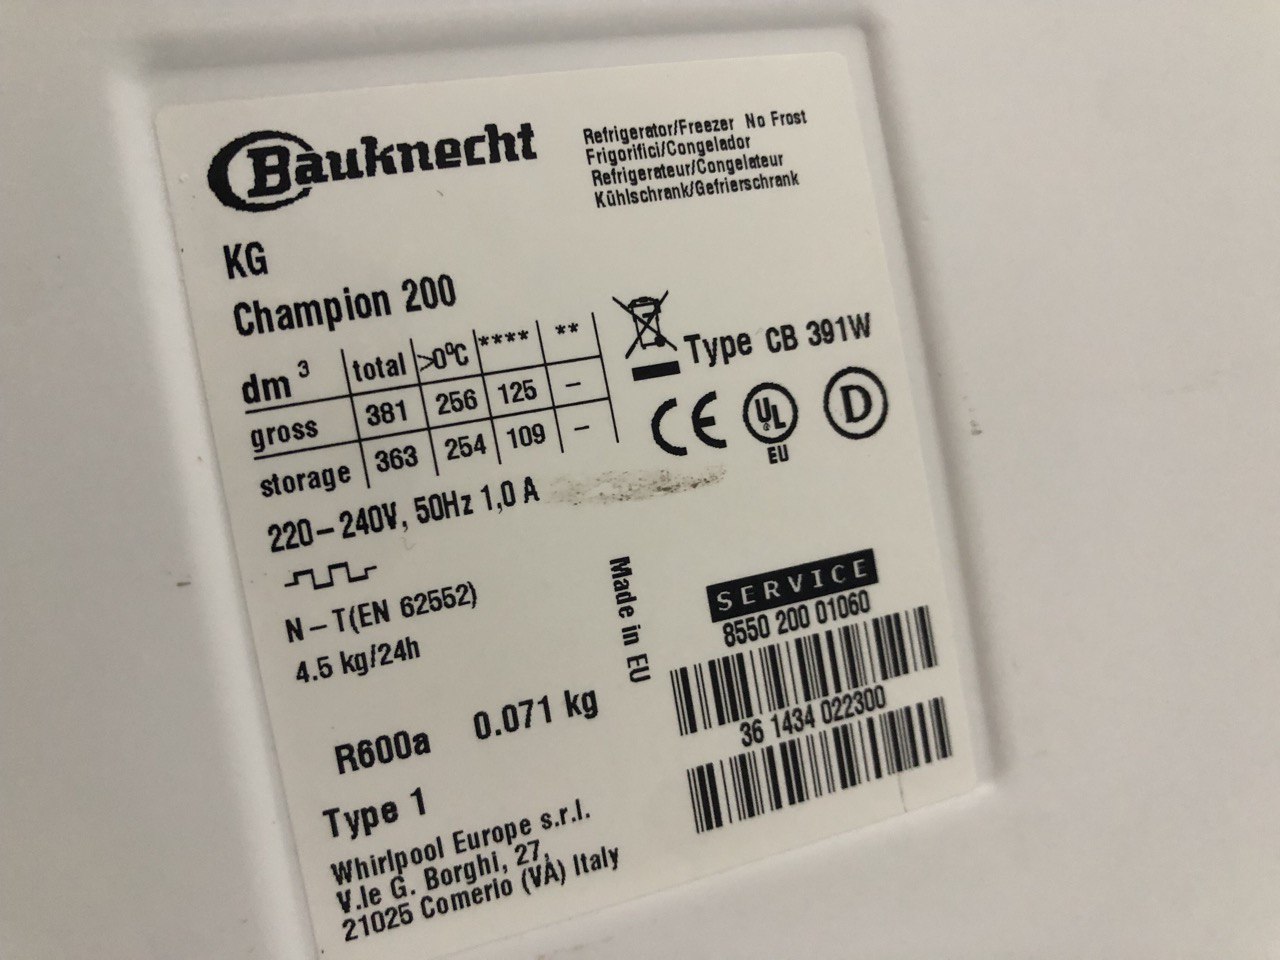 Bauknecht
Refrigerator/Freezer No Frost
Frigorifici/Congelador
Refrigerateur/Congelateur
Kühlschrank/Gefrierschrank
KG
Champion 200
dm³ total >0°C **** **
gross 381 256 125 –
storage 363 254 109 –
Type CB 391W
CE UL EU D
220–240V, 50Hz 1,0 A
N–T(EN 62552)
4.5 kg/24h
Made in EU
SERVICE
8550 200 01060
36 1434 022300
R600a 0.071 kg
Type 1
Whirlpool Europe s.r.l.
V.le G. Borghi, 27,
21025 Comerio (VA) Italy